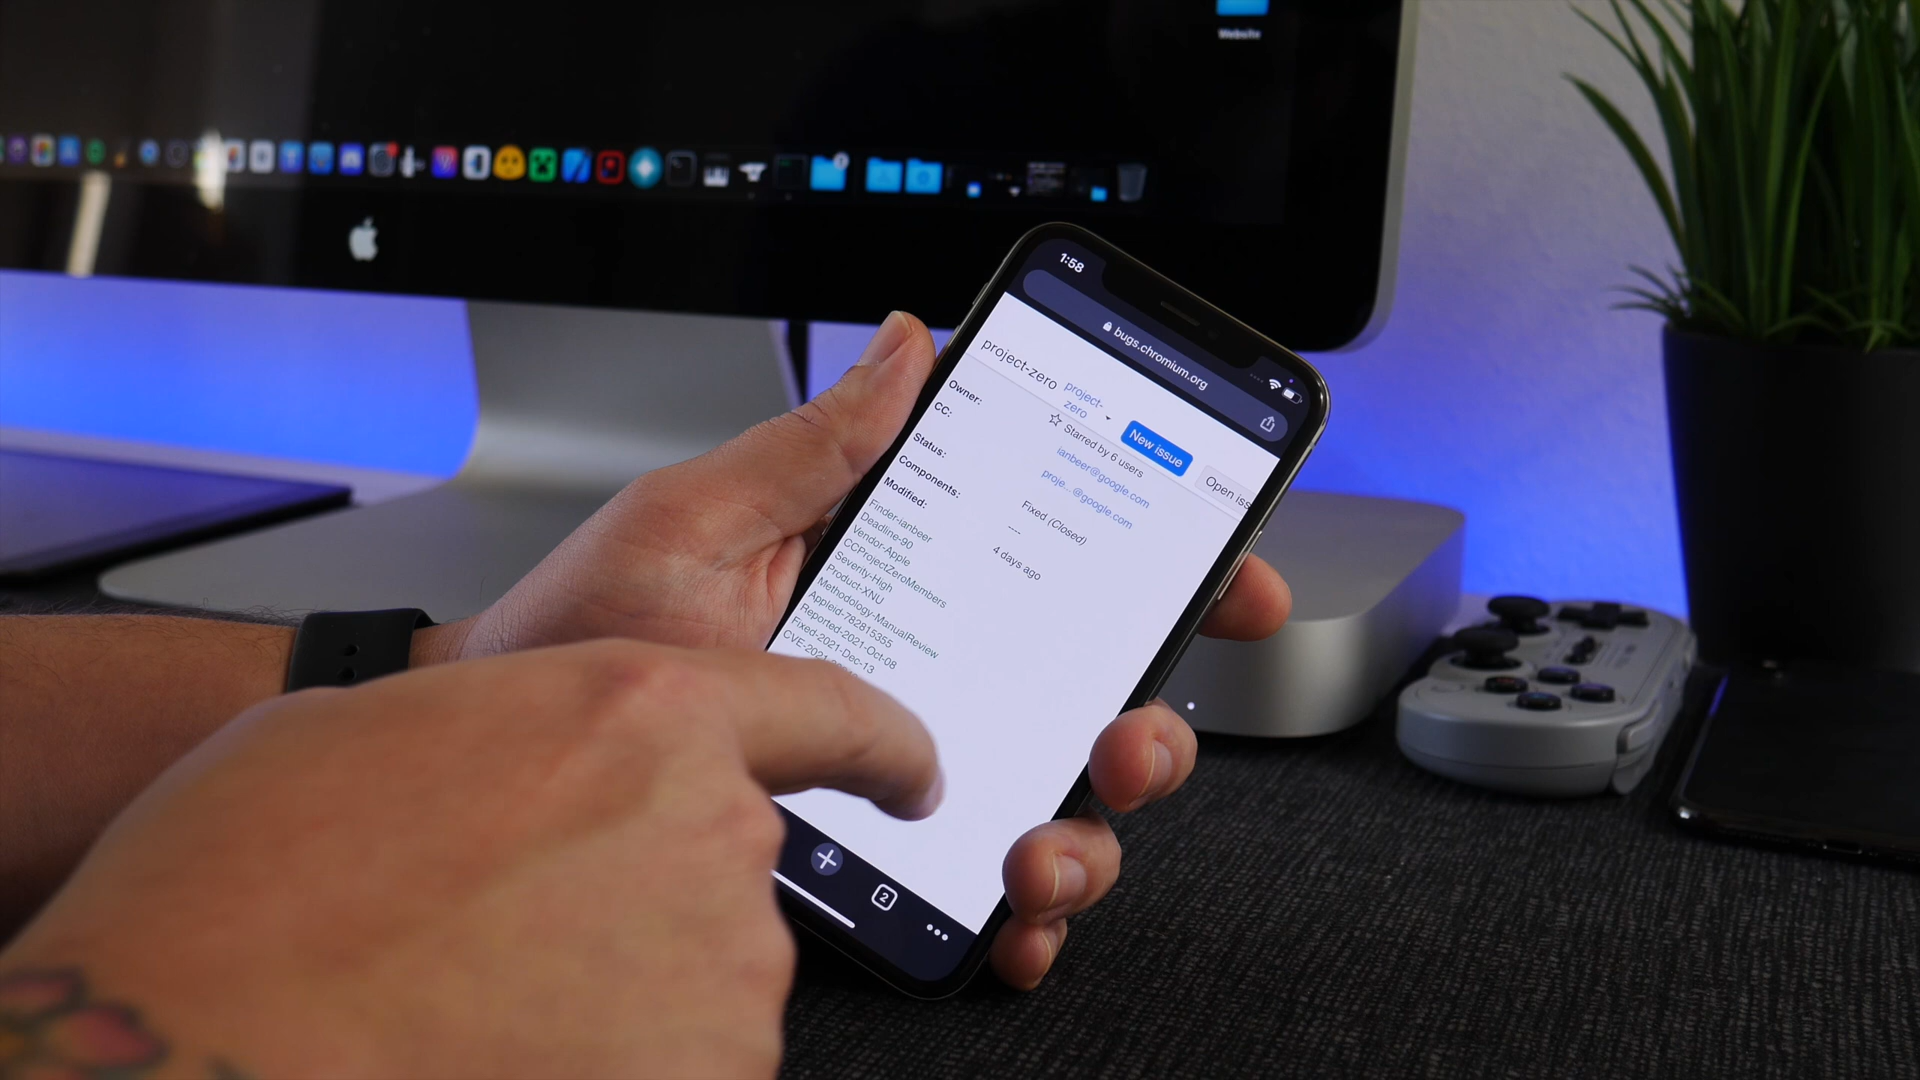 Website
1:58
bugs.chromium.org
project-zero
project-
zero
New issue
Open iss
Starred by 6 users
Owner:
ianbeer@google.com
CC:
proje...@google.com
Status:
Fixed (Closed)
Components:
----
Modified:
4 days ago
Finder-ianbeer
Deadline-90
Vendor-Apple
CCProjectZeroMembers
Severity-High
Product-XNU
Methodology-ManualReview
Appleid-782815355
Reported-2021-Oct-08
Fixed-2021-Dec-13
CVE-2021-
2